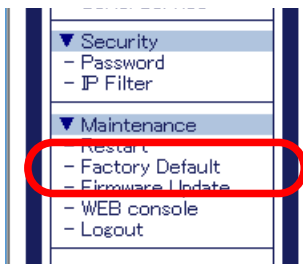 ▼ Security
- Password
- IP Filter
▼ Maintenance
- Restart
- Factory Default
- Firmware Update
- WEB console
- Logout